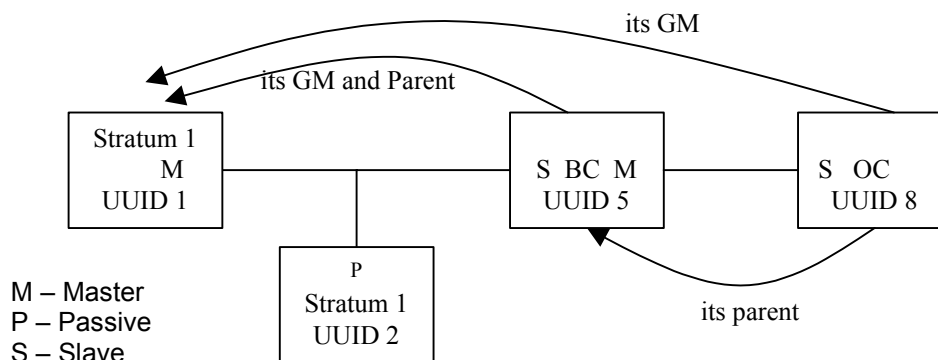 its GM
its GM and Parent
Stratum 1
M
UUID 1
S BC M
UUID 5
S OC
UUID 8
P
Stratum 1
UUID 2
its parent
M – Master
P – Passive
S – Slave